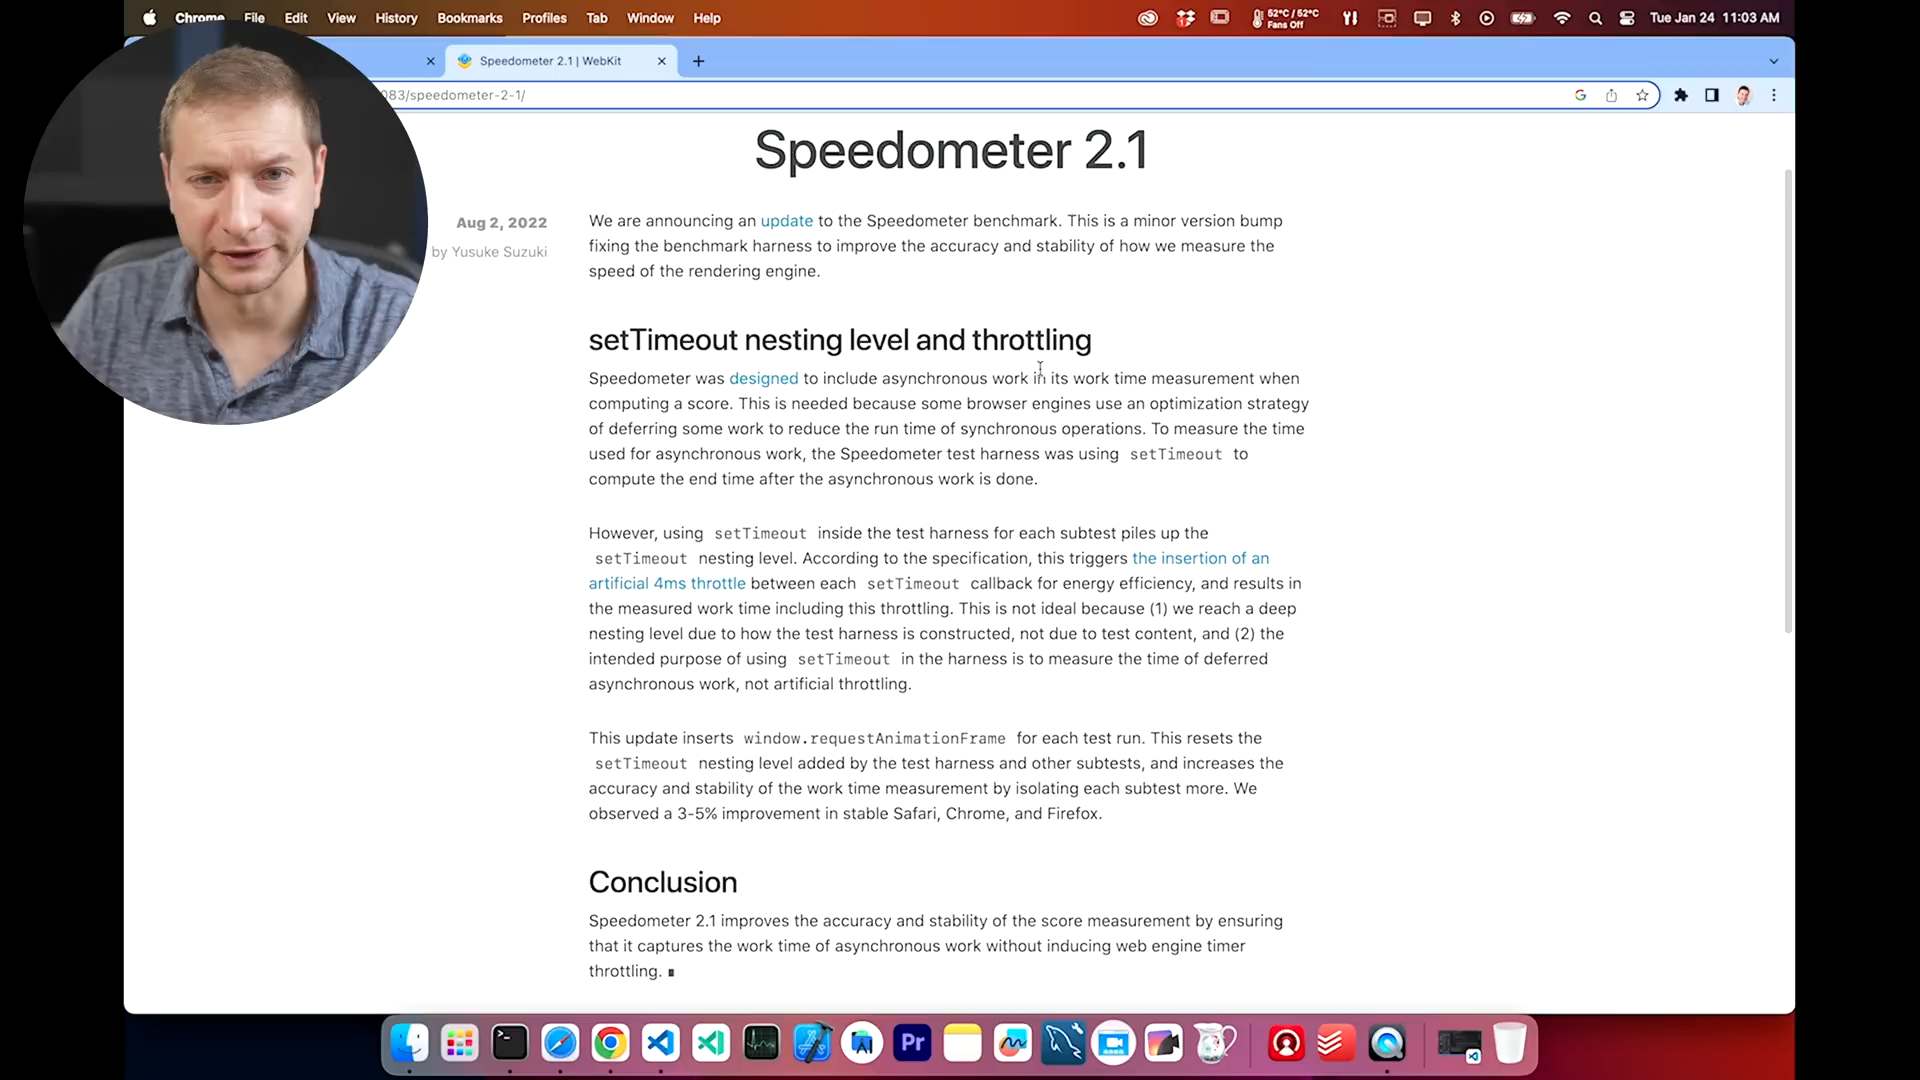 Chrome File Edit View History Bookmarks Profiles Tab Window Help
52°C / 52°C
Fans Off
Tue Jan 24 11:03 AM
Speedometer 2.1 | WebKit
083/speedometer-2-1/
Speedometer 2.1
Aug 2, 2022
by Yusuke Suzuki
We are announcing an update to the Speedometer benchmark. This is a minor version bump
fixing the benchmark harness to improve the accuracy and stability of how we measure the
speed of the rendering engine.
setTimeout nesting level and throttling
Speedometer was designed to include asynchronous work in its work time measurement when
computing a score. This is needed because some browser engines use an optimization strategy
of deferring some work to reduce the run time of synchronous operations. To measure the time
used for asynchronous work, the Speedometer test harness was using setTimeout to
compute the end time after the asynchronous work is done.
However, using setTimeout inside the test harness for each subtest piles up the
setTimeout nesting level. According to the specification, this triggers the insertion of an
artificial 4ms throttle between each setTimeout callback for energy efficiency, and results in
the measured work time including this throttling. This is not ideal because (1) we reach a deep
nesting level due to how the test harness is constructed, not due to test content, and (2) the
intended purpose of using setTimeout in the harness is to measure the time of deferred
asynchronous work, not artificial throttling.
This update inserts window.requestAnimationFrame for each test run. This resets the
setTimeout nesting level added by the test harness and other subtests, and increases the
accuracy and stability of the work time measurement by isolating each subtest more. We
observed a 3-5% improvement in stable Safari, Chrome, and Firefox.
Conclusion
Speedometer 2.1 improves the accuracy and stability of the score measurement by ensuring
that it captures the work time of asynchronous work without inducing web engine timer
throttling.
Pr